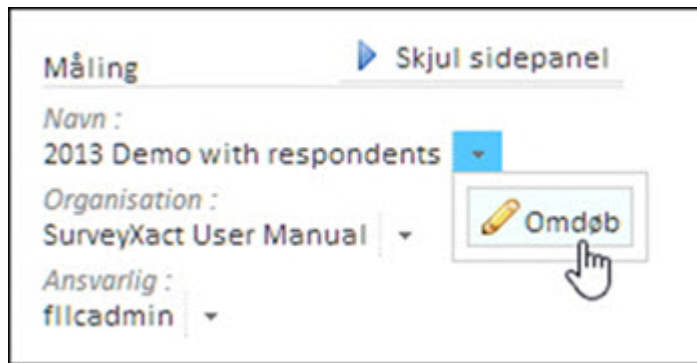 Måling
Skjul sidepanel
Navn :
2013 Demo with respondents
Organisation :
SurveyXact User Manual
Omdøb
Ansvarlig :
fllcadmin